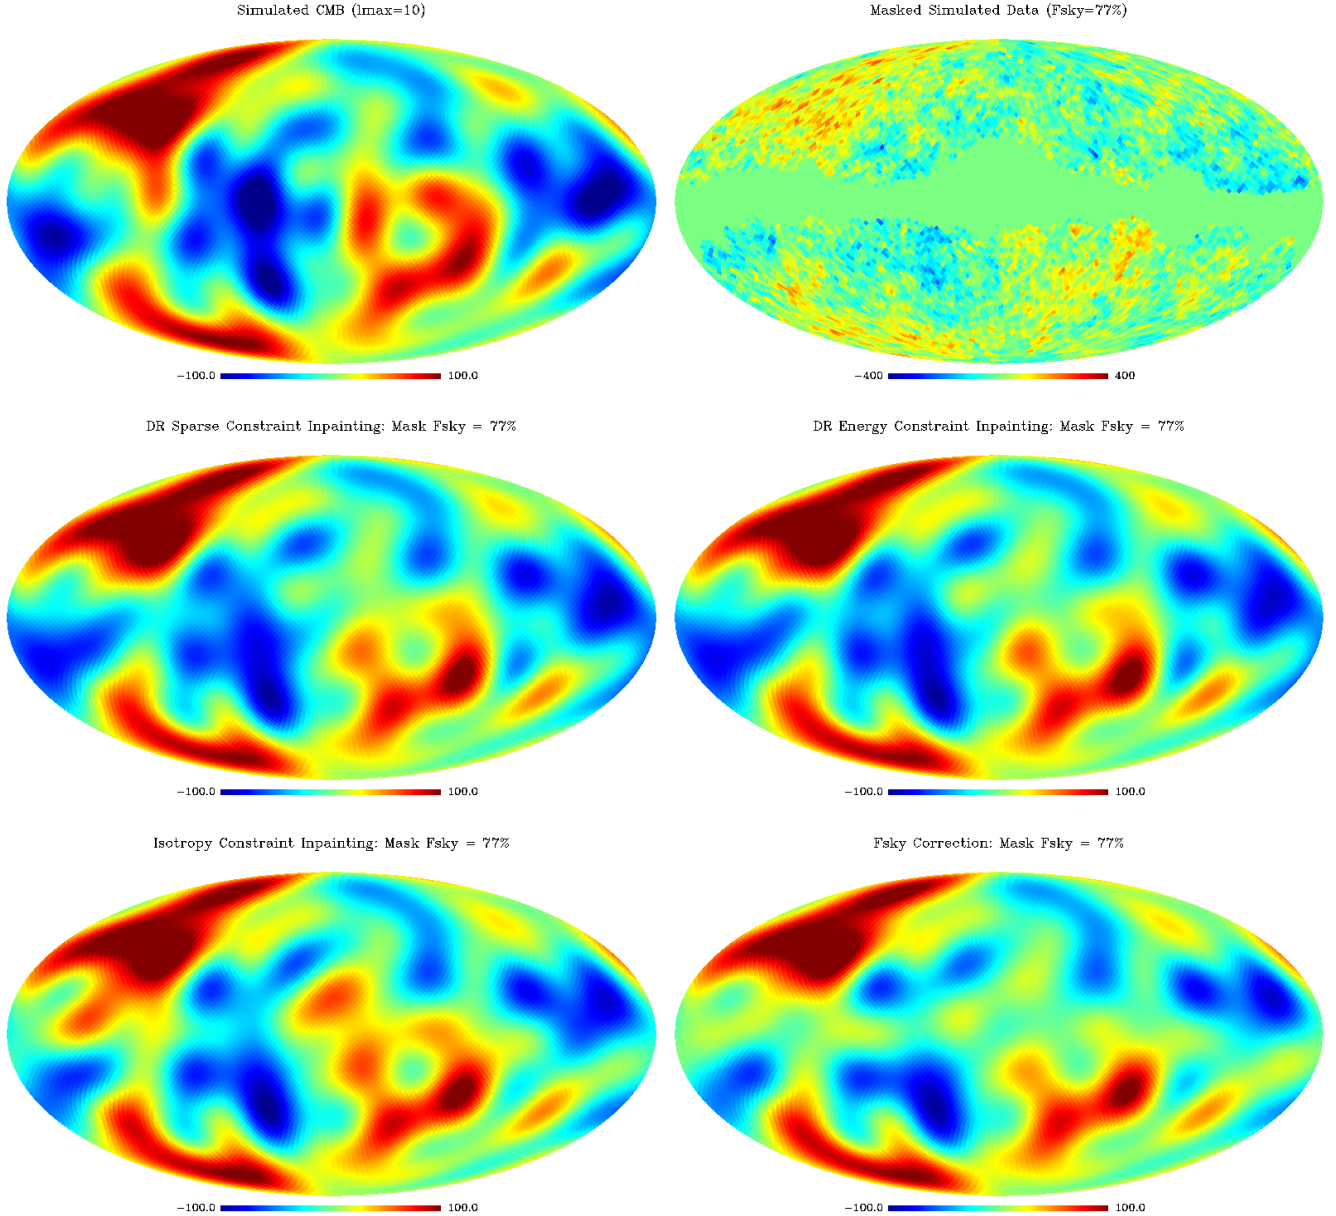 Simulated CMB (lmax=10)
Masked Simulated Data (Fsky=77%)
-100.0 100.0
-400 400
DR Sparse Constraint Inpainting: Mask Fsky = 77%
DR Energy Constraint Inpainting: Mask Fsky = 77%
-100.0 100.0
-100.0 100.0
Isotropy Constraint Inpainting: Mask Fsky = 77%
Fsky Correction: Mask Fsky = 77%
-100.0 100.0
-100.0 100.0